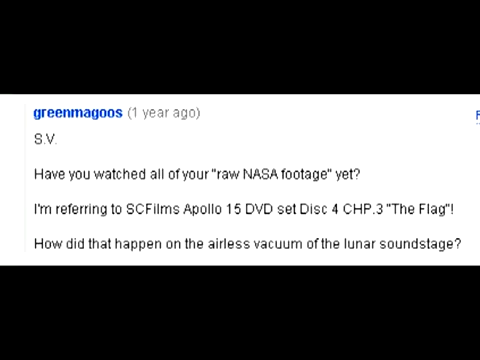 greenmagoos (1 year ago)
S.V.
Have you watched all of your "raw NASA footage" yet?
I'm referring to SCFilms Apollo 15 DVD set Disc 4 CHP.3 "The Flag"!
How did that happen on the airless vacuum of the lunar soundstage?